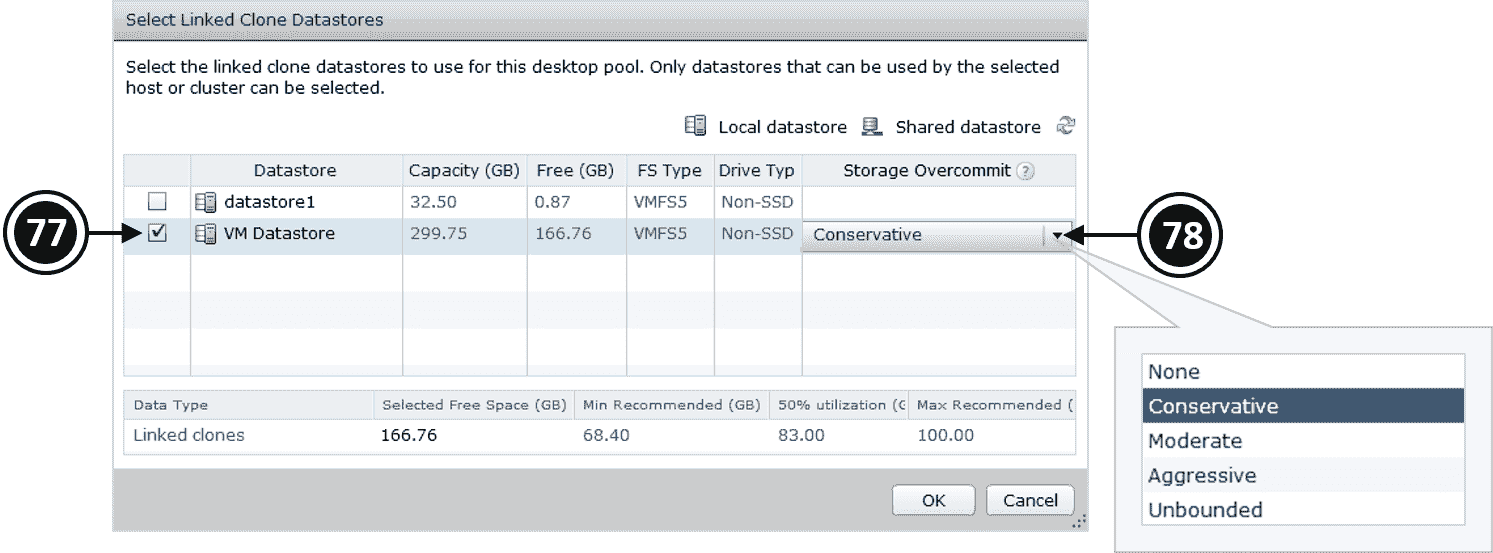 Select Linked Clone Datastores
Select the linked clone datastores to use for this desktop pool. Only datastores that can be used by the selected
host or cluster can be selected.
Local datastore Shared datastore
Datastore Capacity (GB) Free (GB) FS Type Drive Typ Storage Overcommit ?
datastore1 32.50 0.87 VMFS5 Non-SSD
77 VM Datastore 299.75 166.76 VMFS5 Non-SSD Conservative 78
Data Type Selected Free Space (GB) Min Recommended (GB) 50% utilization (G Max Recommended (
Linked clones 166.76 68.40 83.00 100.00
OK Cancel
None
Conservative
Moderate
Aggressive
Unbounded